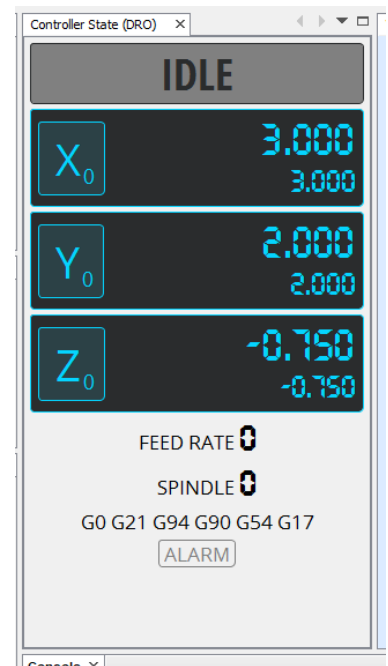 Controller State (DRO) ×
IDLE
X0 3.000
3.000
Y0 2.000
2.000
Z0 -0.750
-0.750
FEED RATE 0
SPINDLE 0
G0 G21 G94 G90 G54 G17
ALARM
Console ×